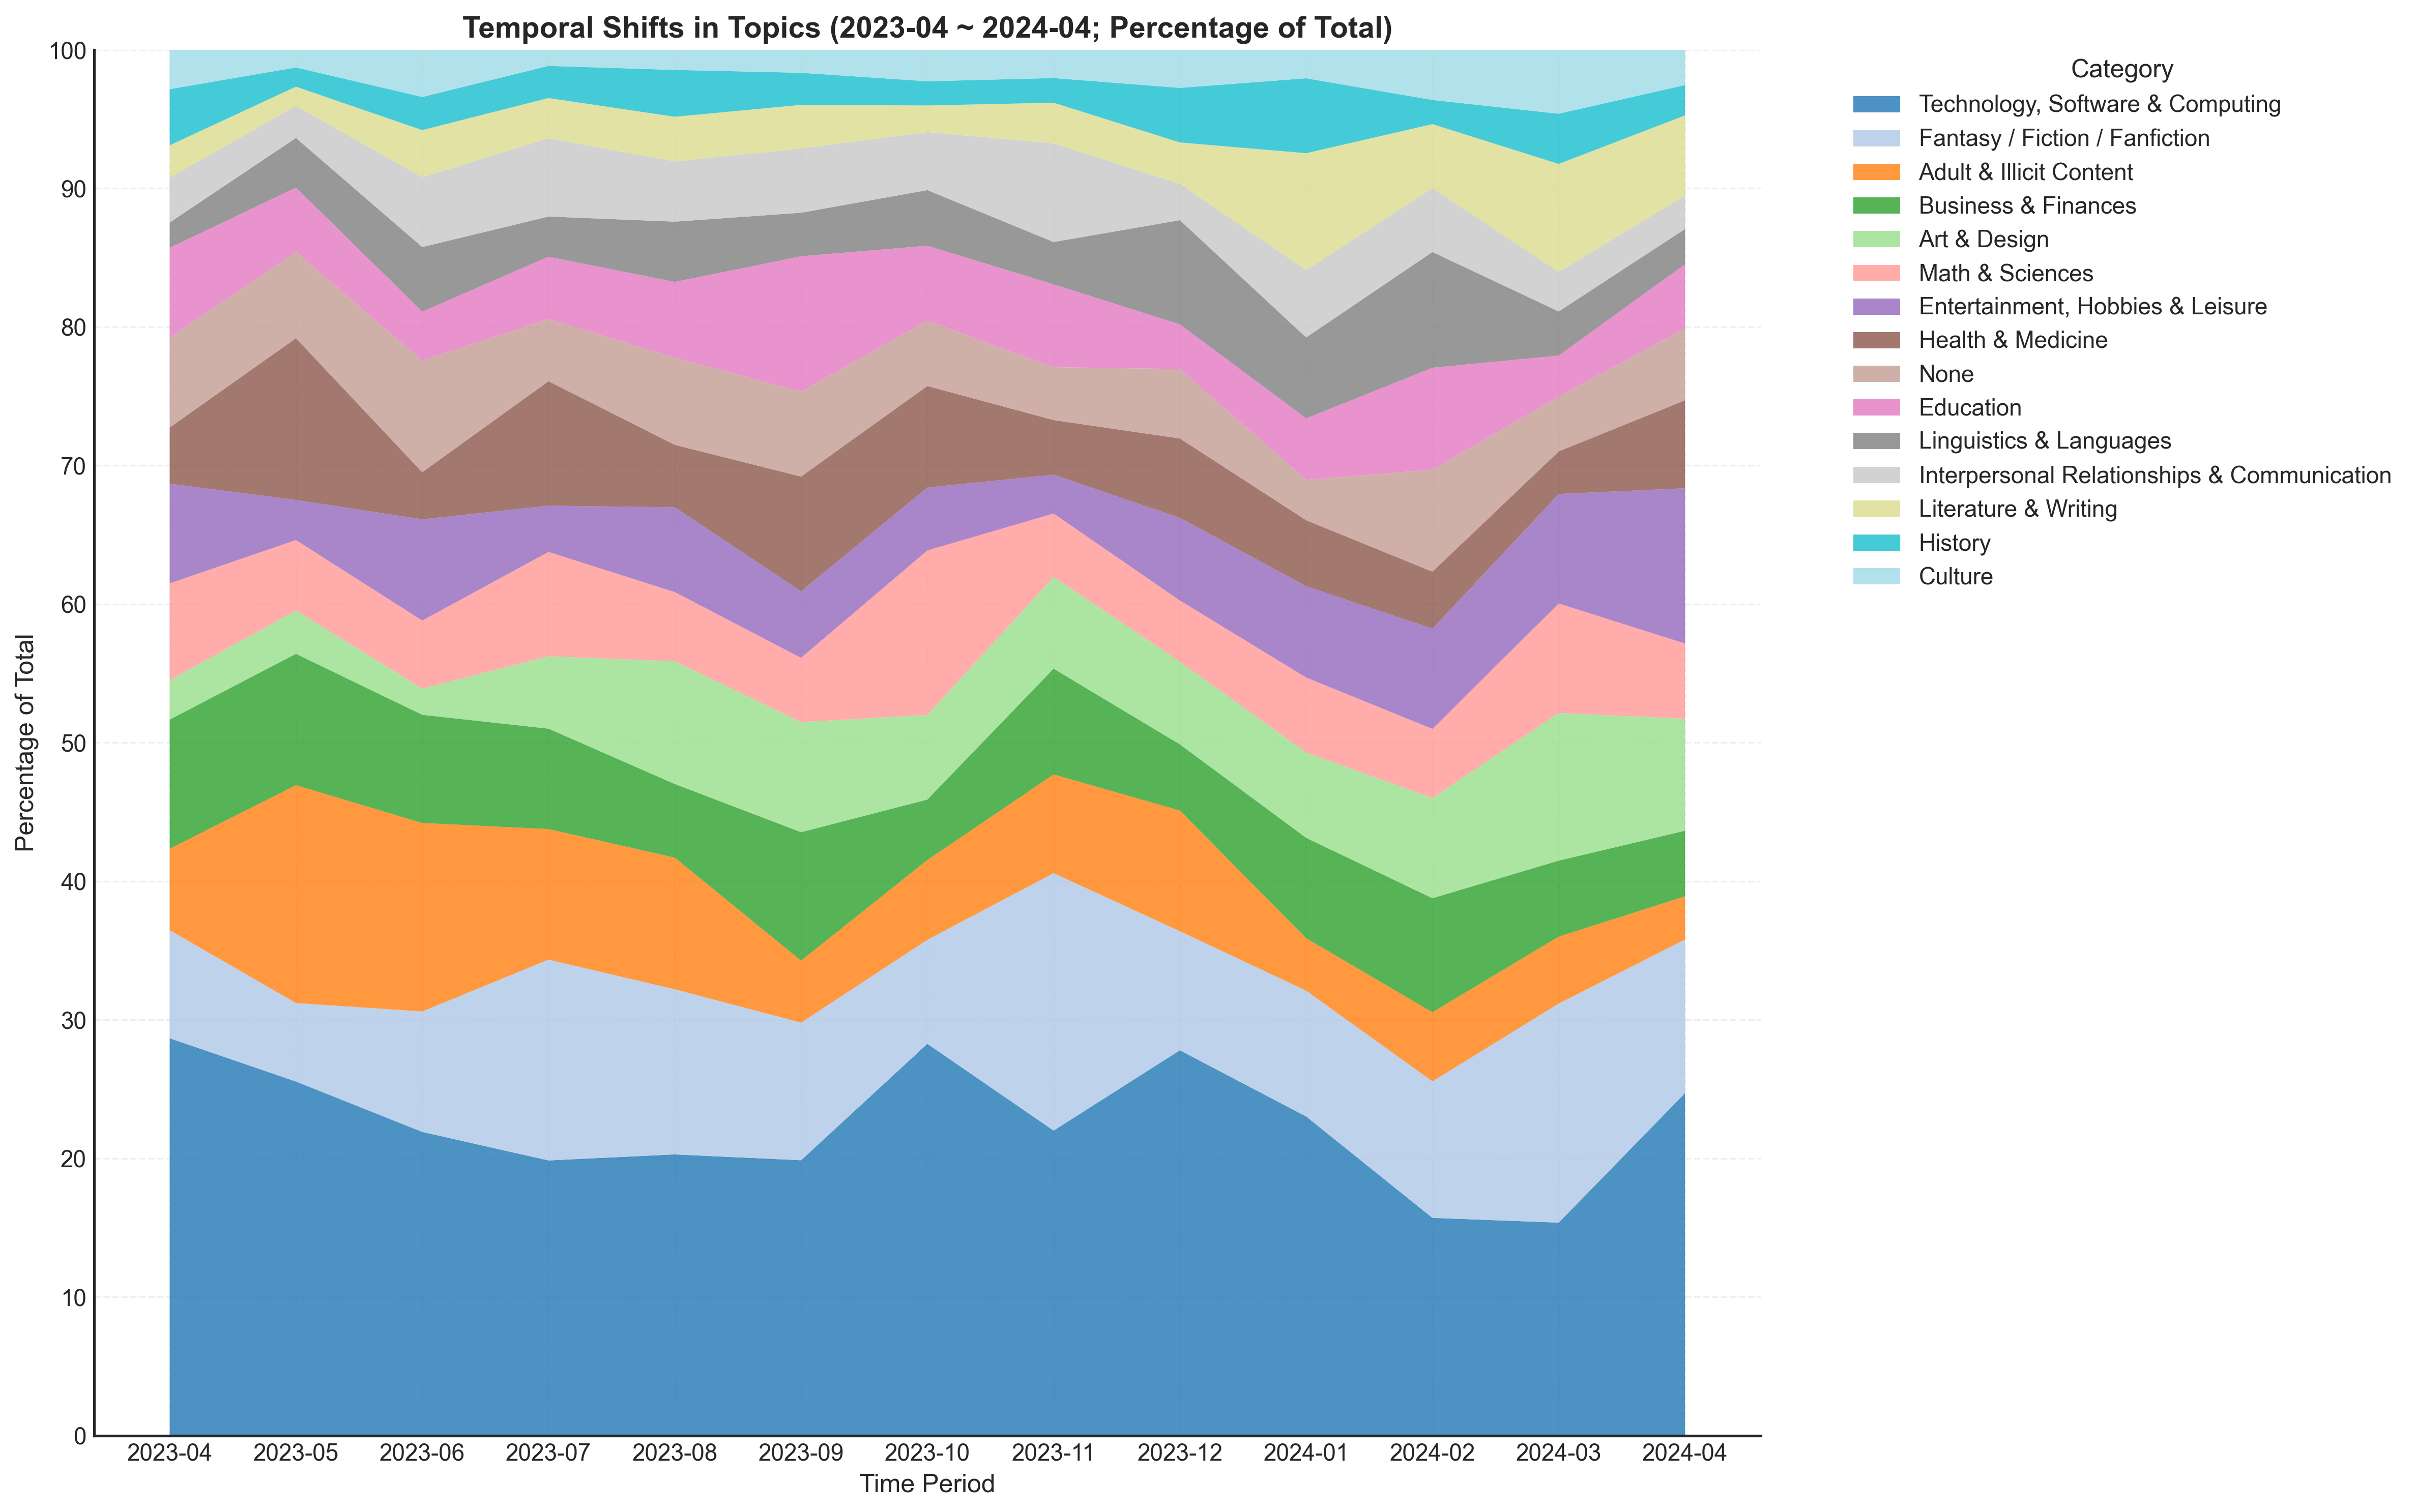 Temporal Shifts in Topics (2023-04 ~ 2024-04; Percentage of Total)
Percentage of Total
100
90
80
70
60
50
40
30
20
10
0
2023-04 2023-05 2023-06 2023-07 2023-08 2023-09 2023-10 2023-11 2023-12 2024-01 2024-02 2024-03 2024-04
Time Period
Category
Technology, Software & Computing
Fantasy / Fiction / Fanfiction
Adult & Illicit Content
Business & Finances
Art & Design
Math & Sciences
Entertainment, Hobbies & Leisure
Health & Medicine
None
Education
Linguistics & Languages
Interpersonal Relationships & Communication
Literature & Writing
History
Culture